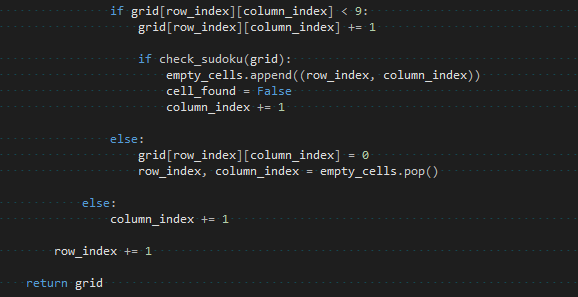 if grid[row_index][column_index] < 9:
grid[row_index][column_index] += 1
if check_sudoku(grid):
empty_cells.append((row_index, column_index))
cell_found = False
column_index += 1
else:
grid[row_index][column_index] = 0
row_index, column_index = empty_cells.pop()
else:
column_index += 1
row_index += 1
return grid